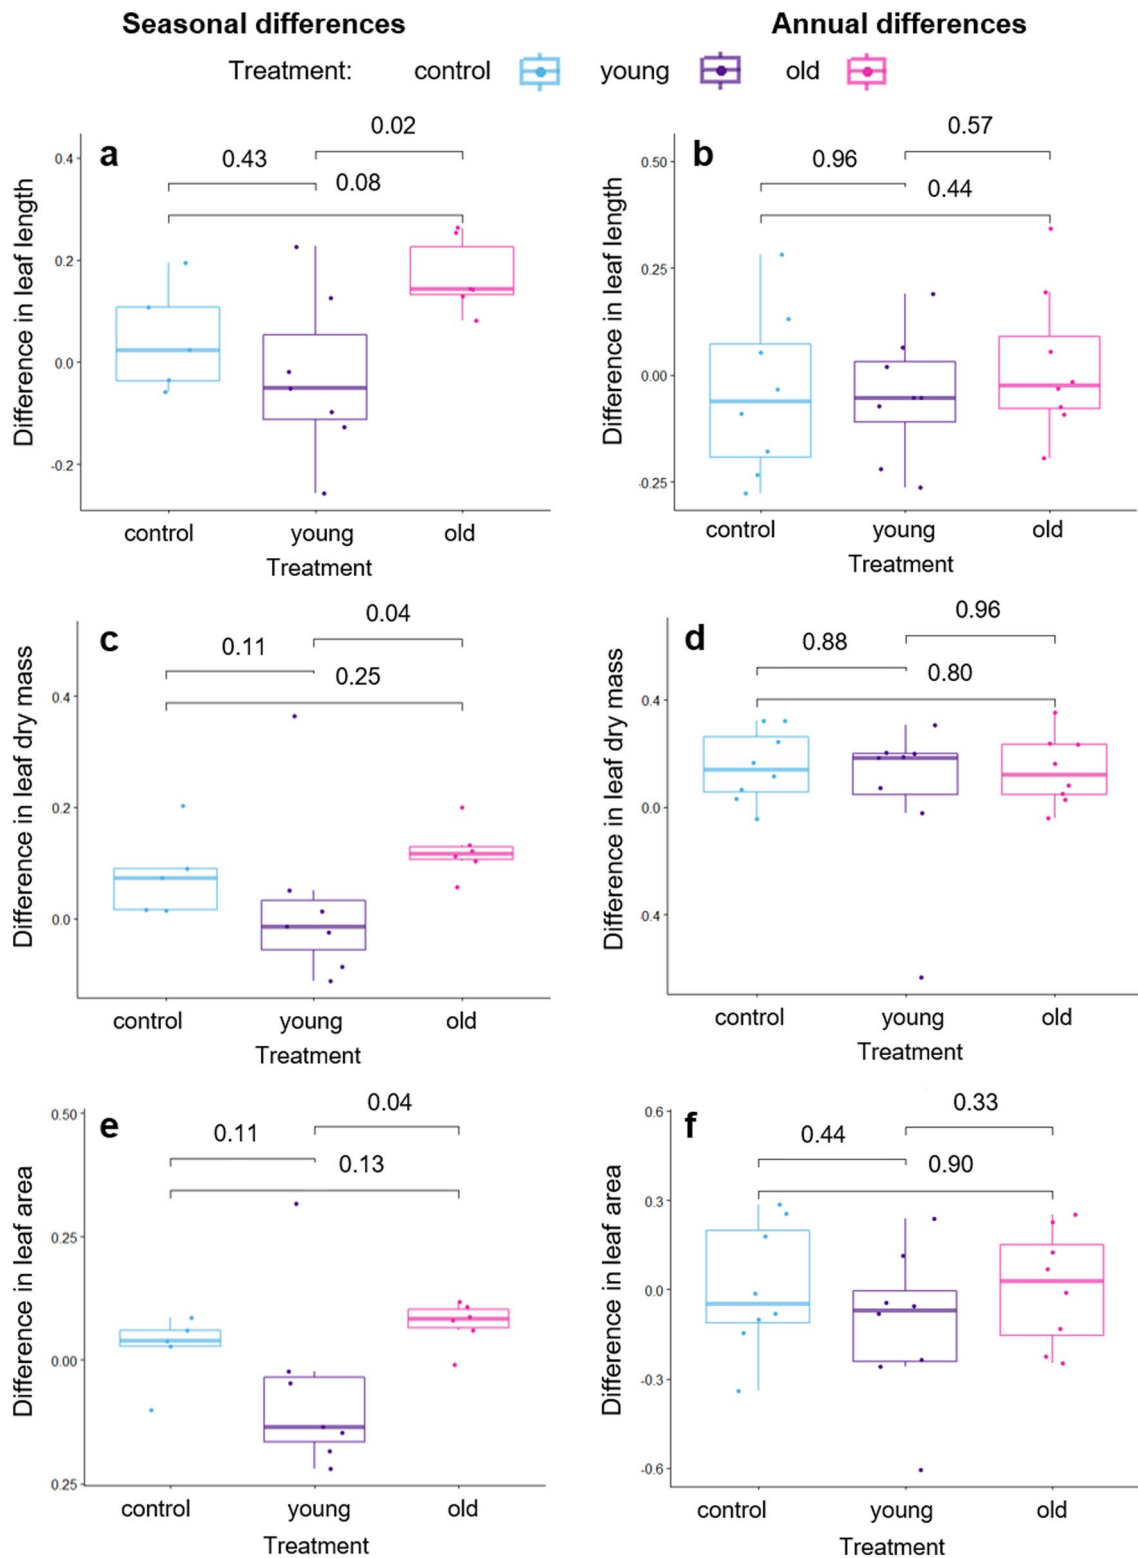 Seasonal differences
Annual differences
Treatment: control young old
a
0.02
0.43
0.08
Difference in leaf length
0.4
0.2
0.0
-0.2
control young old
Treatment
b
0.57
0.96
0.44
Difference in leaf length
0.50
0.25
0.00
-0.25
control young old
Treatment
c
0.04
0.11
0.25
Difference in leaf dry mass
0.4
0.2
0.0
control young old
Treatment
d
0.96
0.88
0.80
Difference in leaf dry mass
0.4
0.0
0.4
control young old
Treatment
e
0.04
0.11
0.13
Difference in leaf area
0.50
0.25
0.00
0.25
control young old
Treatment
f
0.33
0.44
0.90
Difference in leaf area
0.6
0.3
0.0
-0.3
-0.6
control young old
Treatment